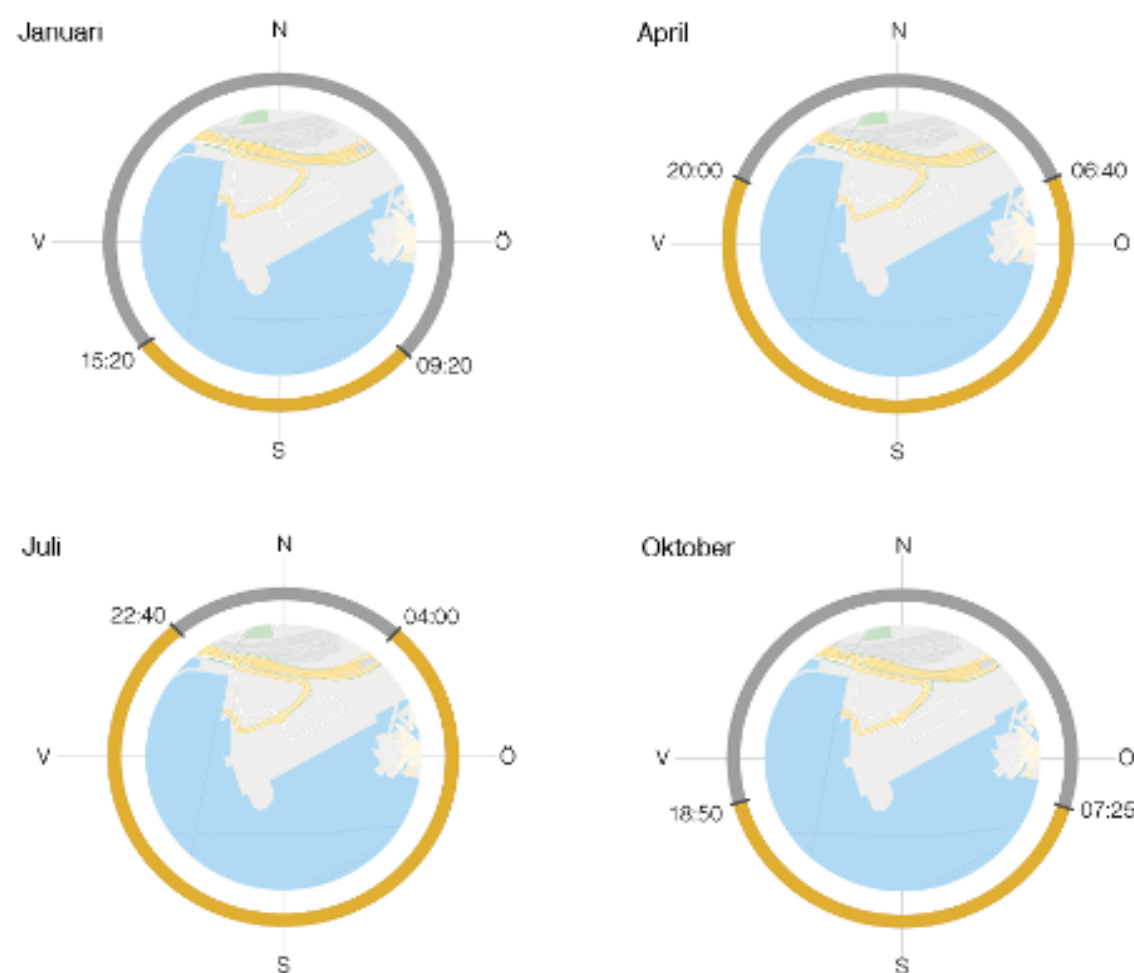 Januari
N
V
Ö
15:20
09:20
S
April
N
20:00
06:40
V
Ö
S
Juli
N
22:40
04:00
V
Ö
S
Oktober
N
V
Ö
18:50
07:25
S